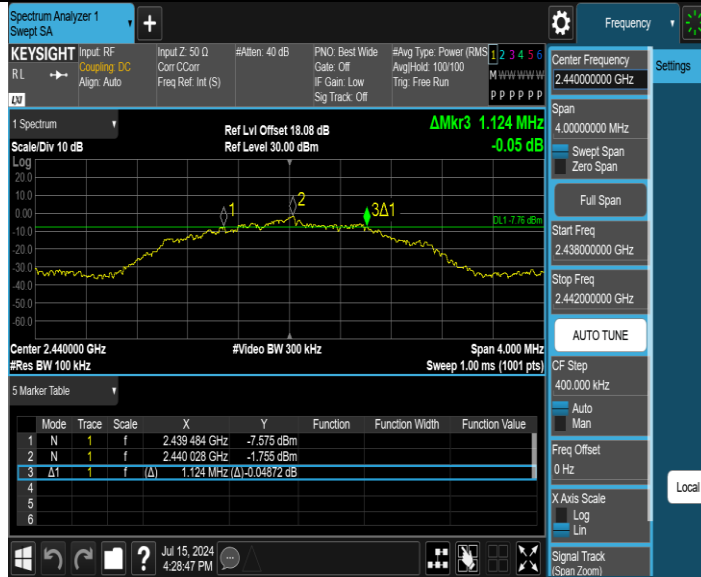 Spectrum Analyzer 1
Swept SA
+
Frequency
KEYSIGHT
RL
LXI
Input: RF
Coupling: DC
Align: Auto
Input Z: 50 Ω
Corr CCorr
Freq Ref: Int (S)
#Atten: 40 dB
PNO: Best Wide
Gate: Off
IF Gain: Low
Sig Track: Off
#Avg Type: Power (RMS
Avg|Hold: 100/100
Trig: Free Run
1 2 3 4 5 6
M W W W W W
P P P P P P
1 Spectrum
Scale/Div 10 dB
Ref Lvl Offset 18.08 dB
Ref Level 30.00 dBm
ΔMkr3 1.124 MHz
-0.05 dB
Log
20.0
10.0
0.00
-10.0
-20.0
-30.0
-40.0
-50.0
-60.0
1
2
3Δ1
DL1 -7.76 dBm
Center 2.440000 GHz
#Video BW 300 kHz
Span 4.000 MHz
#Res BW 100 kHz
Sweep 1.00 ms (1001 pts)
5 Marker Table
Mode Trace Scale X Y Function Function Width Function Value
1 N 1 f 2.439 484 GHz -7.575 dBm
2 N 1 f 2.440 028 GHz -1.755 dBm
3 Δ1 1 f (Δ) 1.124 MHz (Δ) -0.04872 dB
4
5
6
?
Jul 15, 2024
4:28:47 PM
Center Frequency
2.440000000 GHz
Span
4.00000000 MHz
Swept Span
Zero Span
Full Span
Start Freq
2.438000000 GHz
Stop Freq
2.442000000 GHz
AUTO TUNE
CF Step
400.000 kHz
Auto
Man
Freq Offset
0 Hz
X Axis Scale
Log
Lin
Signal Track
(Span Zoom)
Settings
Local